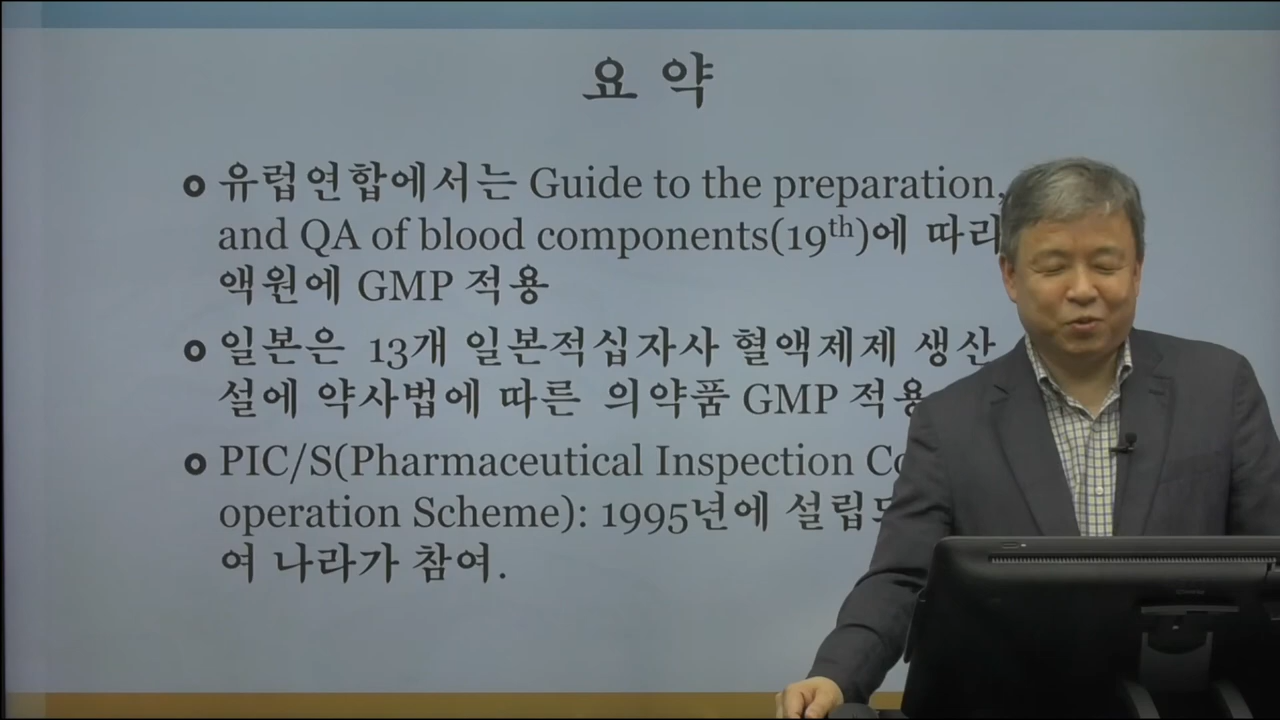 요 약
유럽연합에서는 Guide to the preparation,
and QA of blood components(19th)에 따라
액원에 GMP 적용
일본은 13개 일본적십자사 혈액제제 생산
설에 약사법에 따른 의약품 GMP 적용
PIC/S(Pharmaceutical Inspection
operation Scheme): 1995년에 설립
여 나라가 참여.